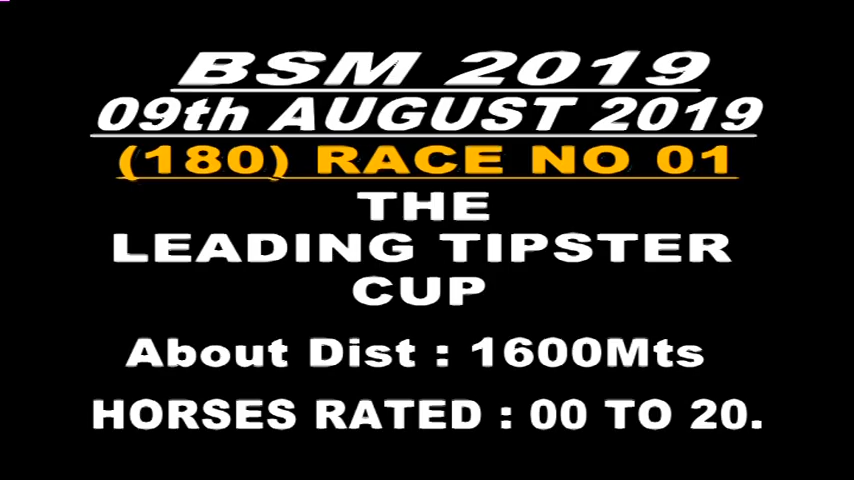 BSM 2019
09th AUGUST 2019
(180) RACE NO 01
THE
LEADING TIPSTER
CUP
About Dist : 1600Mts
HORSES RATED : 00 TO 20.